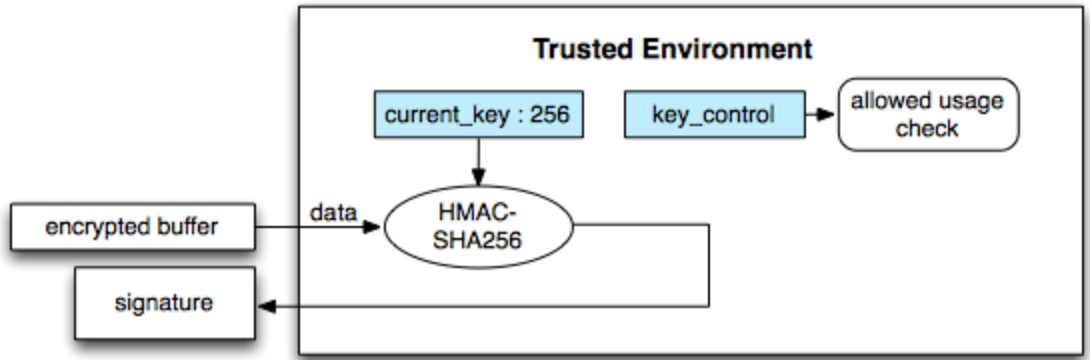 Trusted Environment
current_key : 256
key_control
allowed usage
check
encrypted buffer
data
HMAC-
SHA256
signature